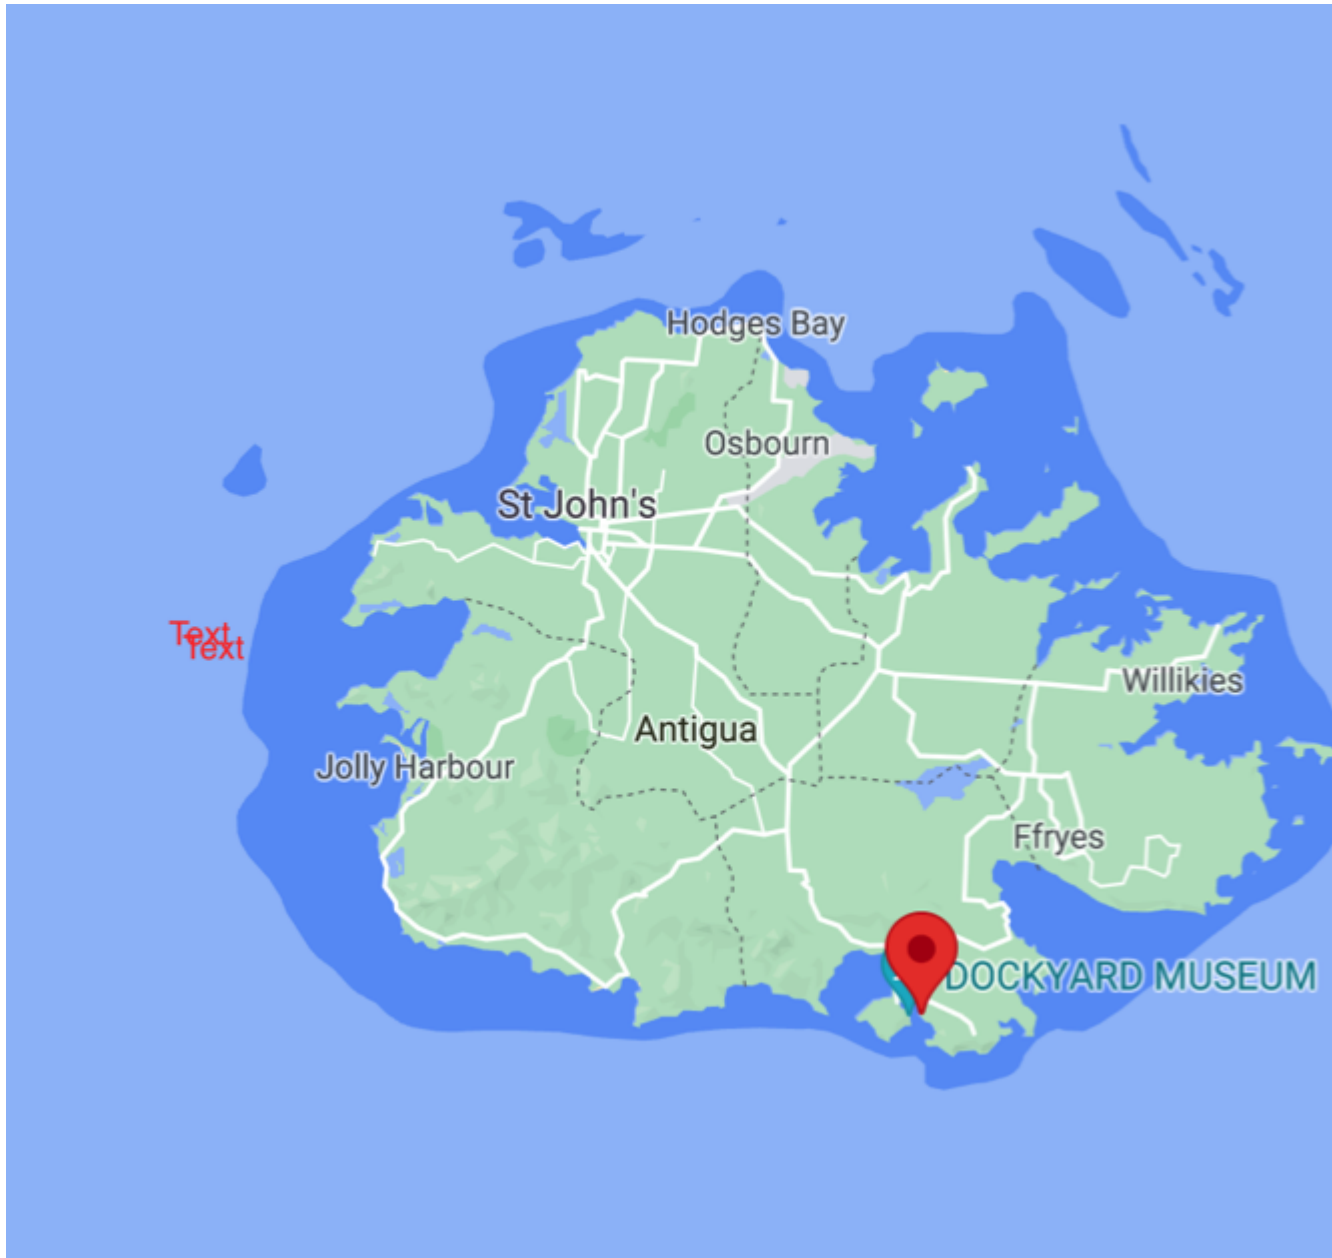 Hodges Bay
Osbourn
St John's
Text
Text
Willikies
Antigua
Jolly Harbour
Ffryes
DOCKYARD MUSEUM